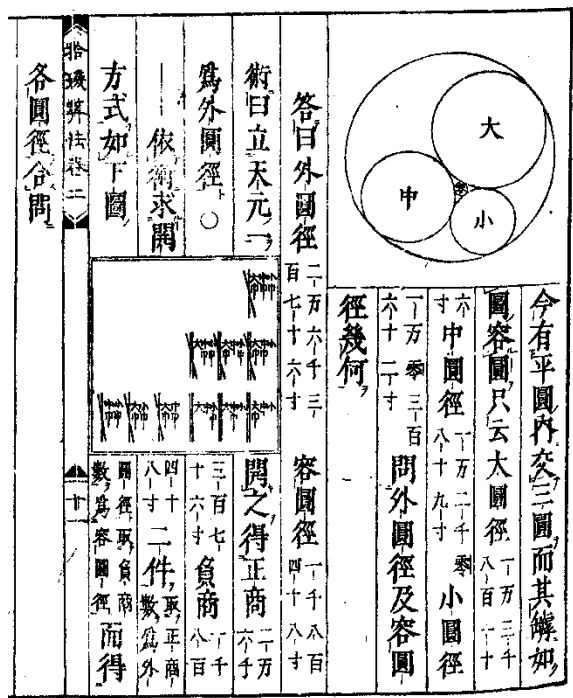 大
中
小
今有平圓內交三圓而其罅如
圖容圓只云大圓徑一万三千八百一十
六寸中圓徑一万二千零八十九寸小圓徑
一万零三百六十二寸問外圓徑及容圓
徑幾何
答曰外圓徑二万六千三百七十六寸容圓徑一千八百四十八寸
術曰立天元一
爲外圓徑〇
——依術求開
方式如下圖
開之得正商二万六千
三百七十六寸負商一千八百
四十八寸二件取正商數爲外
圓徑取負商數爲容圓徑而得
拾璣算法卷二
十一
各圓徑合問